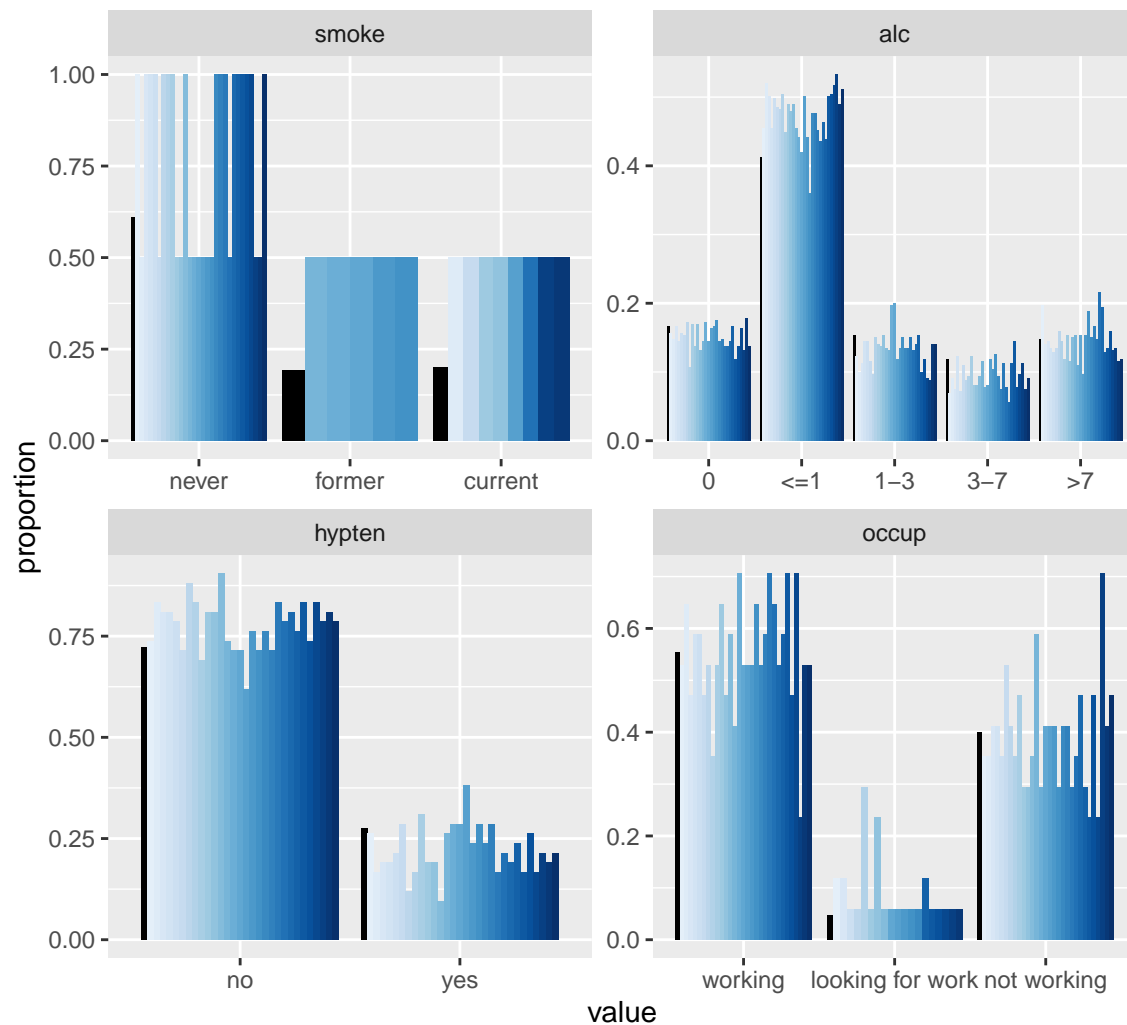 smoke
alc
1.00
0.75
0.50
0.25
0.00
never former current
0.4
0.2
0.0
0 <=1 1−3 3−7 >7
hypten
occup
0.75
0.50
0.25
0.00
no yes
0.6
0.4
0.2
0.0
working looking for work not working
proportion
value